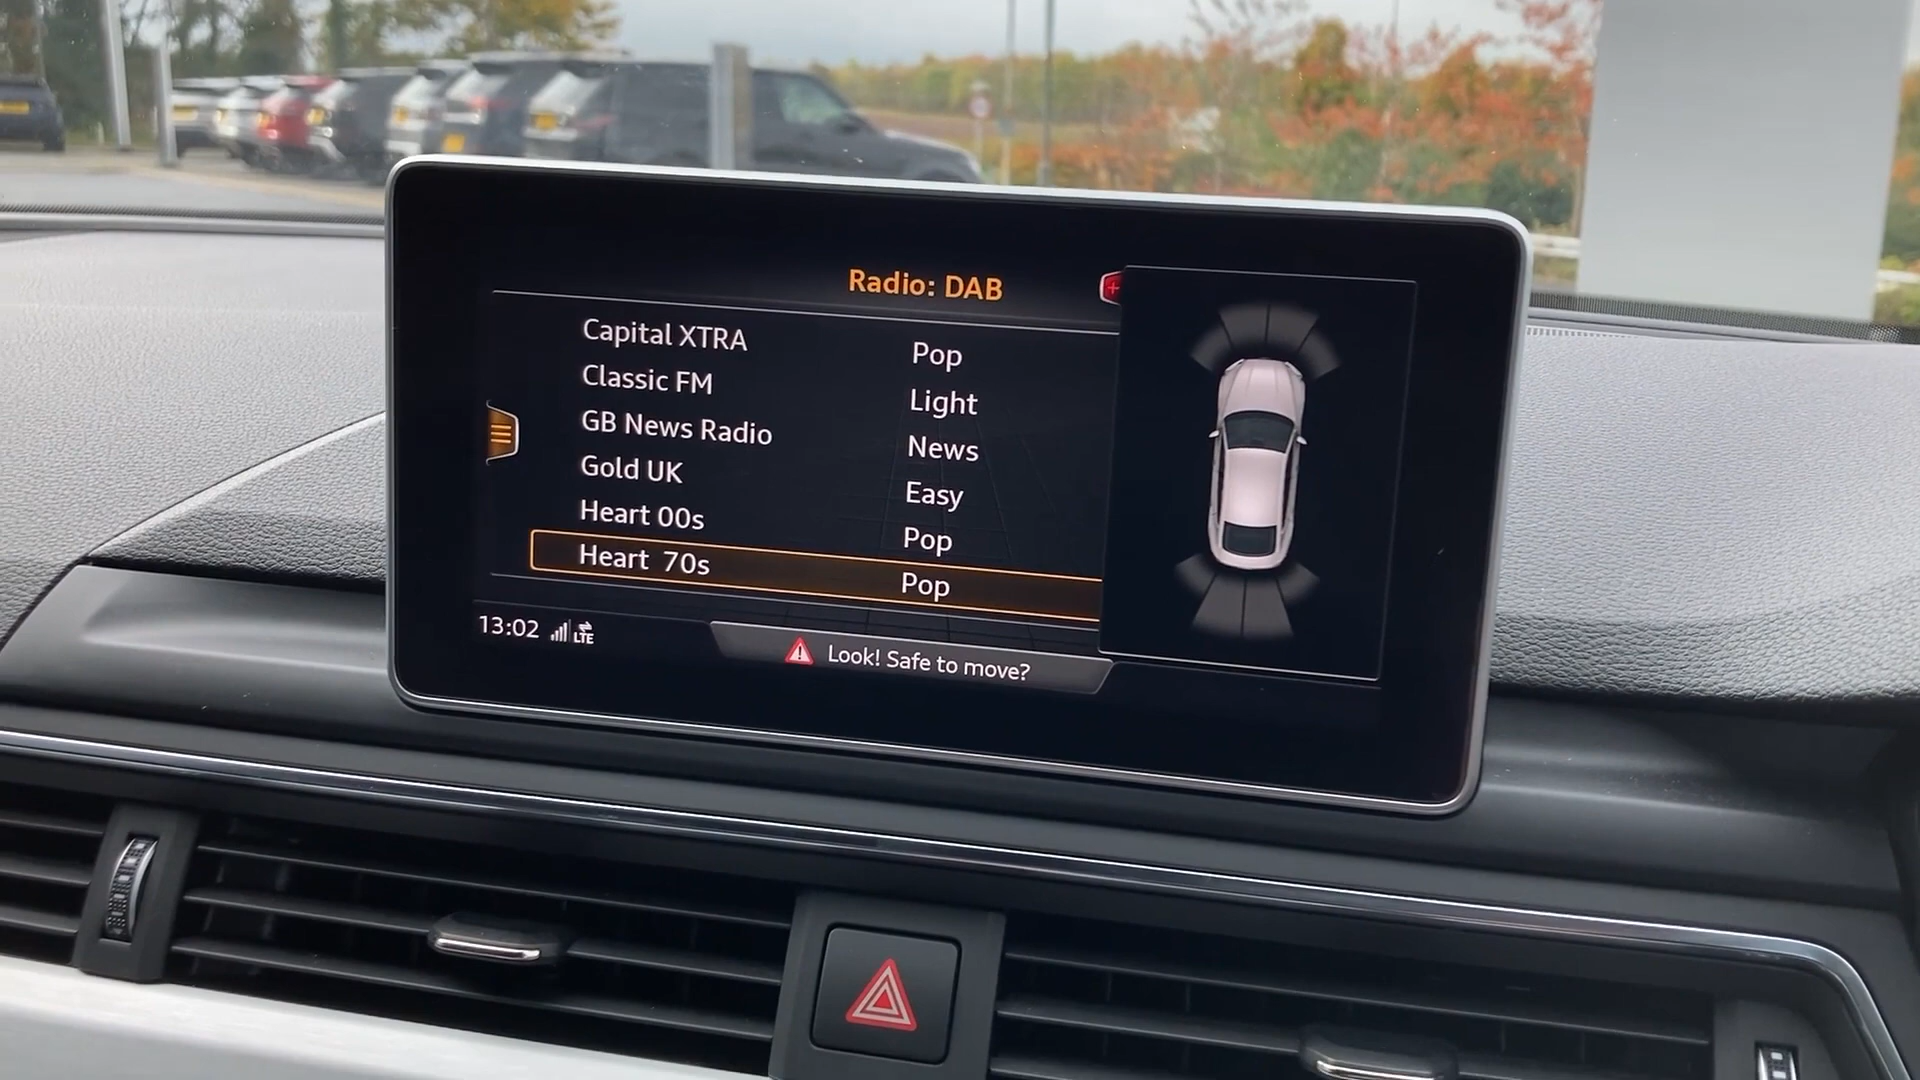 Radio: DAB
Capital XTRA Pop
Classic FM Light
GB News Radio News
Gold UK Easy
Heart 00s Pop
Heart 70s Pop
13:02 LTE
Look! Safe to move?